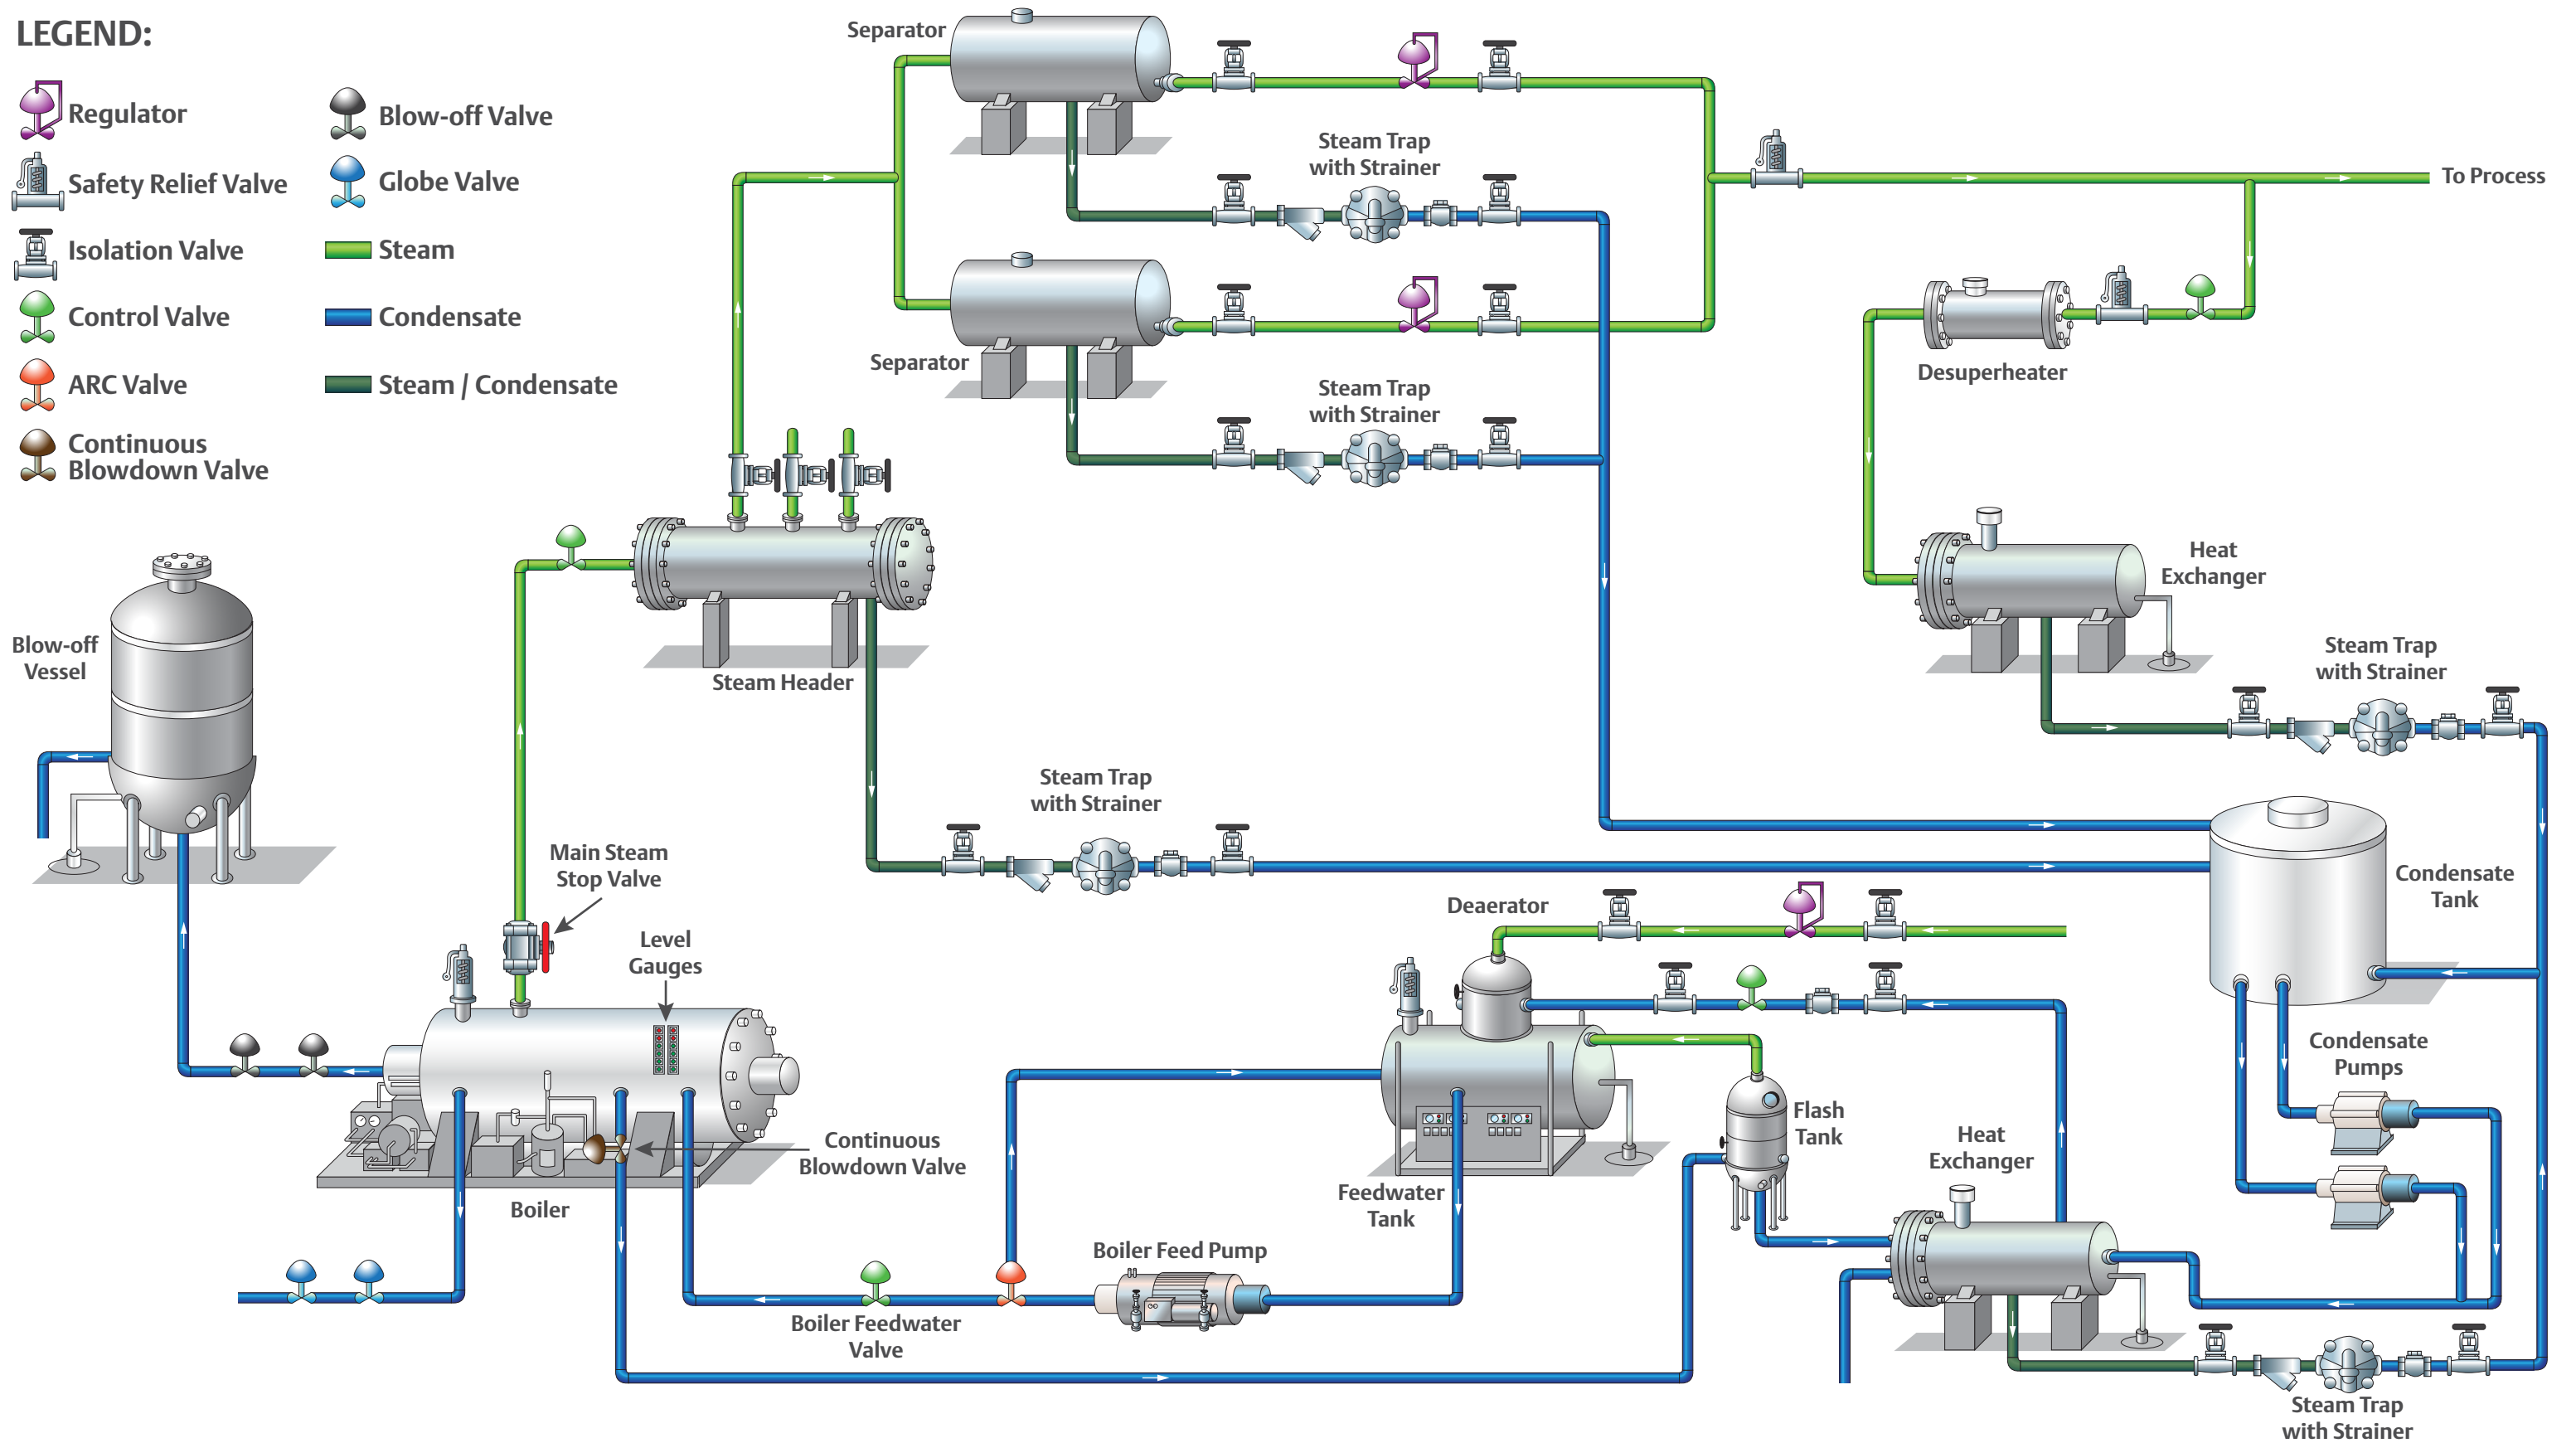 LEGEND:
Regulator
Safety Relief Valve
Isolation Valve
Control Valve
ARC Valve
Continuous
Blowdown Valve
Blow-off Valve
Globe Valve
Steam
Condensate
Steam / Condensate
Separator
Steam Trap
with Strainer
To Process
Separator
Steam Trap
with Strainer
Desuperheater
Heat
Exchanger
Steam Trap
with Strainer
Blow-off
Vessel
Steam Header
Steam Trap
with Strainer
Main Steam
Stop Valve
Level
Gauges
Deaerator
Condensate
Tank
Condensate
Pumps
Flash
Tank
Continuous
Blowdown Valve
Heat
Exchanger
Boiler
Feedwater
Tank
Boiler Feed Pump
Boiler Feedwater
Valve
Steam Trap
with Strainer